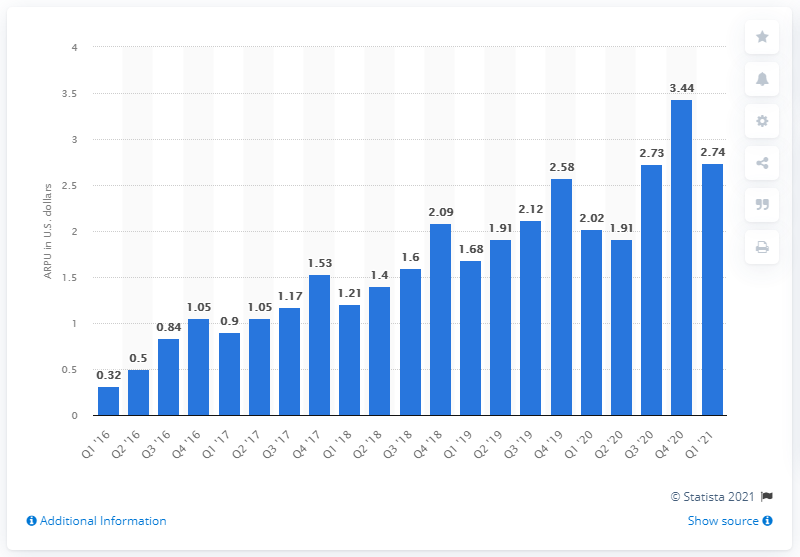 4
3.5
3
2.5
2
1.5
1
0.5
0
ARPU in U.S. dollars
0.32
0.5
0.84
1.05
0.9
1.05
1.17
1.53
1.21
1.4
1.6
2.09
1.68
1.91
2.12
2.58
2.02
1.91
2.73
3.44
2.74
Q1 '16
Q2 '16
Q3 '16
Q4 '16
Q1 '17
Q2 '17
Q3 '17
Q4 '17
Q1 '18
Q2 '18
Q3 '18
Q4 '18
Q1 '19
Q2 '19
Q3 '19
Q4 '19
Q1 '20
Q2 '20
Q3 '20
Q4 '20
Q1 '21
© Statista 2021
Additional Information
Show source